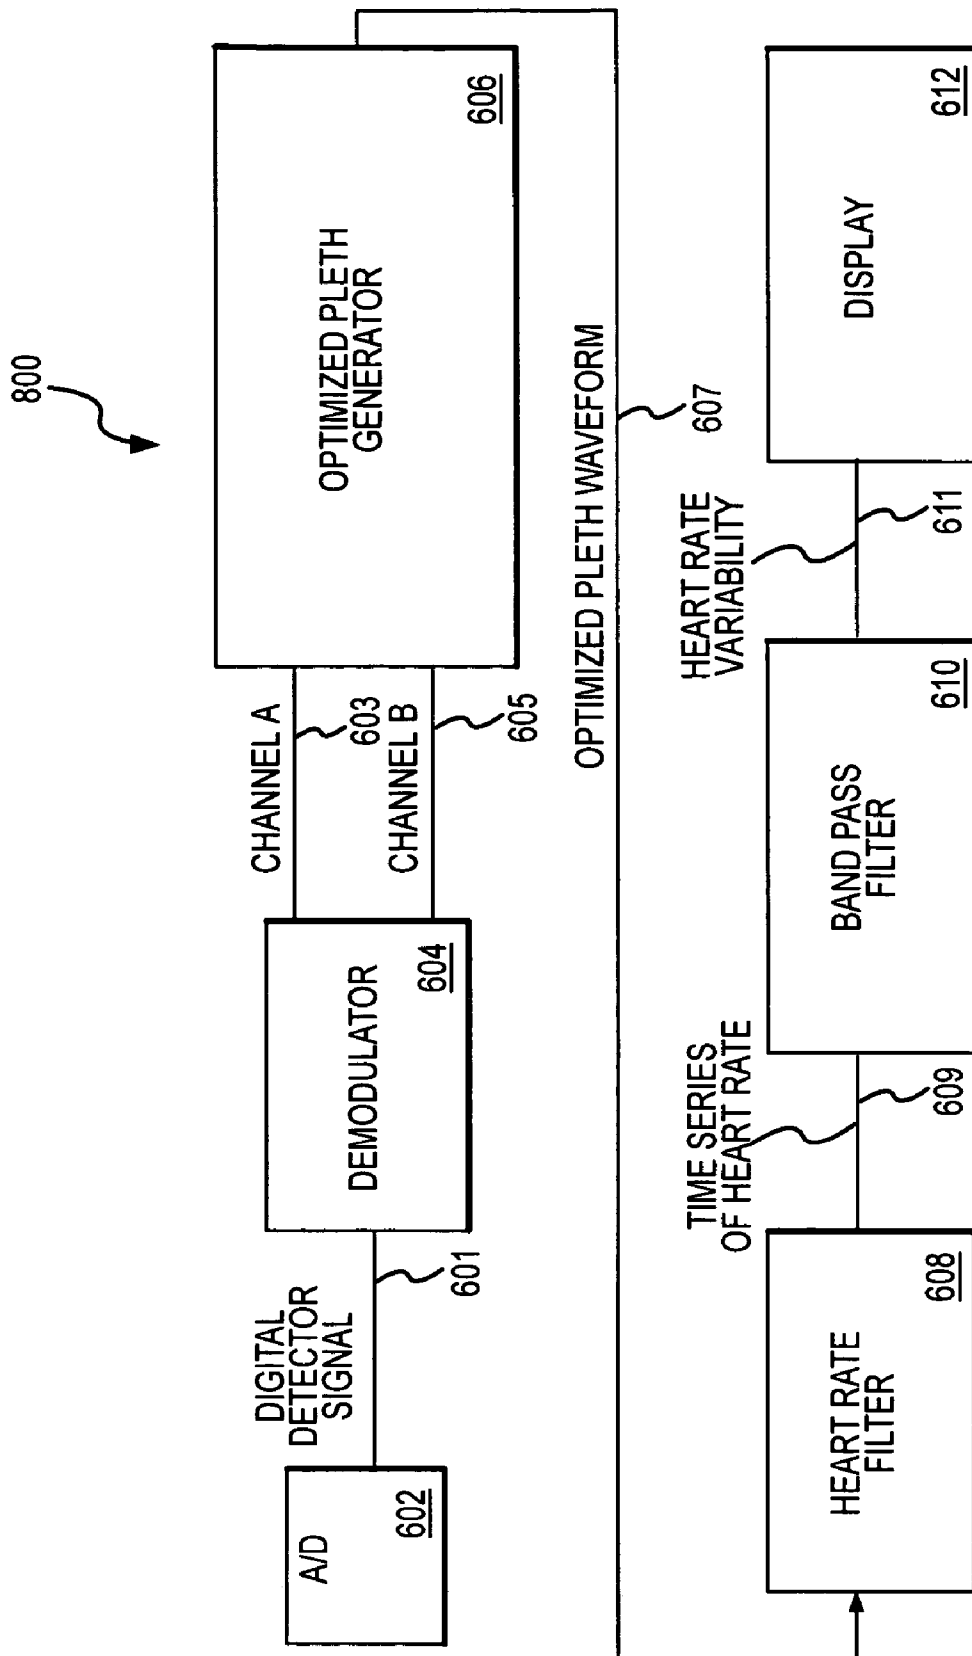 800
A/D
602
DIGITAL
DETECTOR
SIGNAL
601
DEMODULATOR
604
CHANNEL A
603
CHANNEL B
605
OPTIMIZED PLETH
GENERATOR
606
OPTIMIZED PLETH WAVEFORM
607
HEART RATE
FILTER
608
TIME SERIES
OF HEART RATE
609
BAND PASS
FILTER
610
HEART RATE
VARIABILITY
611
DISPLAY
612